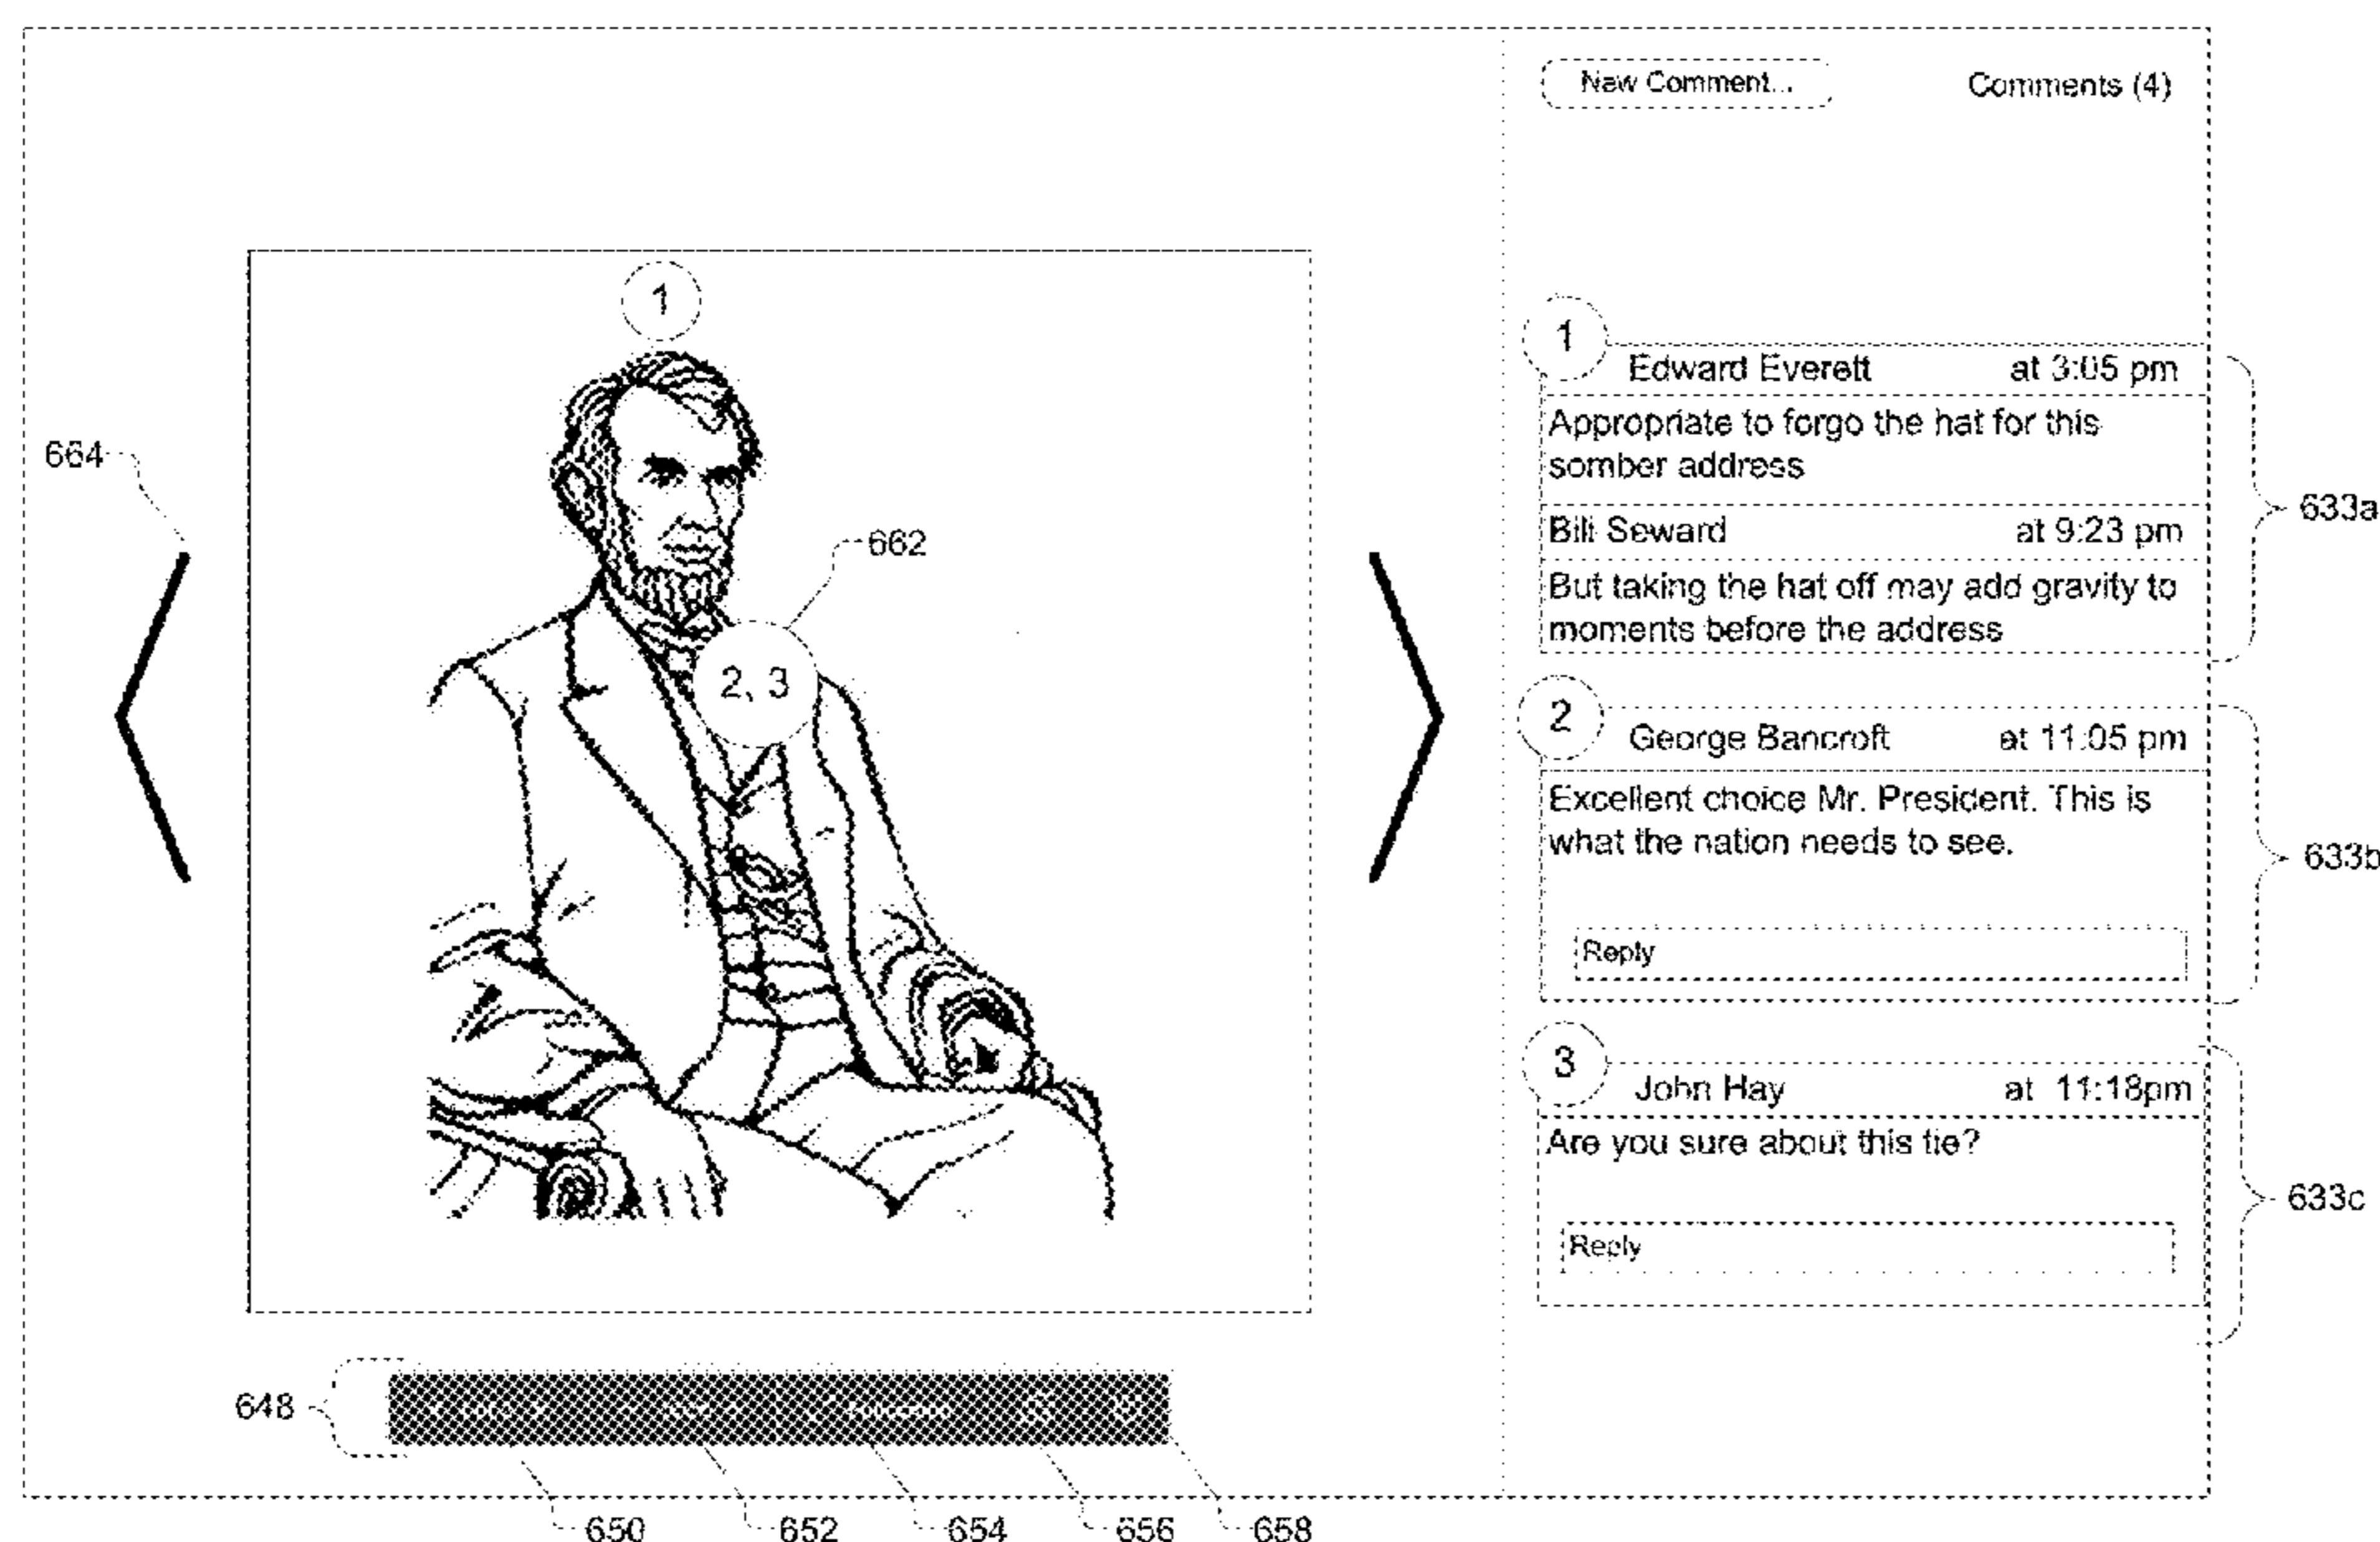 New Comment...
Comments (4)
1
1
Edward Everett
at 3:05 pm
Appropriate to forgo the hat for this
somber address
Bill Seward
at 9:23 pm
But taking the hat off may add gravity to
moments before the address
633a
664
662
2, 3
2
George Bancroft
at 11:05 pm
Excellent choice Mr. President. This is
what the nation needs to see.
Reply
633b
3
John Hay
at 11:18pm
Are you sure about this tie?
Reply
633c
648
650
652
654
656
658